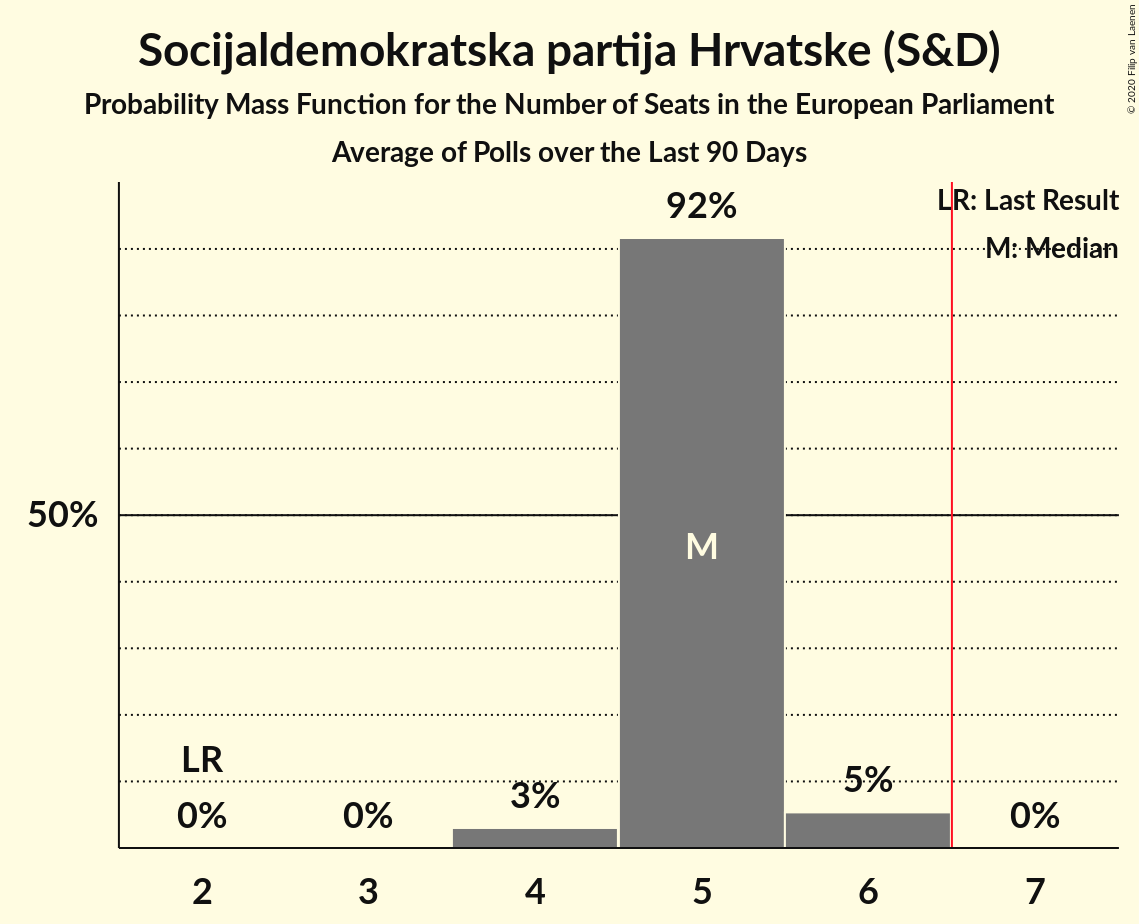 Socijaldemokratska partija Hrvatske (S&D)
Probability Mass Function for the Number of Seats in the European Parliament
Average of Polls over the Last 90 Days
© 2020 Filip van Laenen
LR: Last Result
M: Median
92%
50%
M
LR
0%
0%
3%
5%
0%
2
3
4
5
6
7